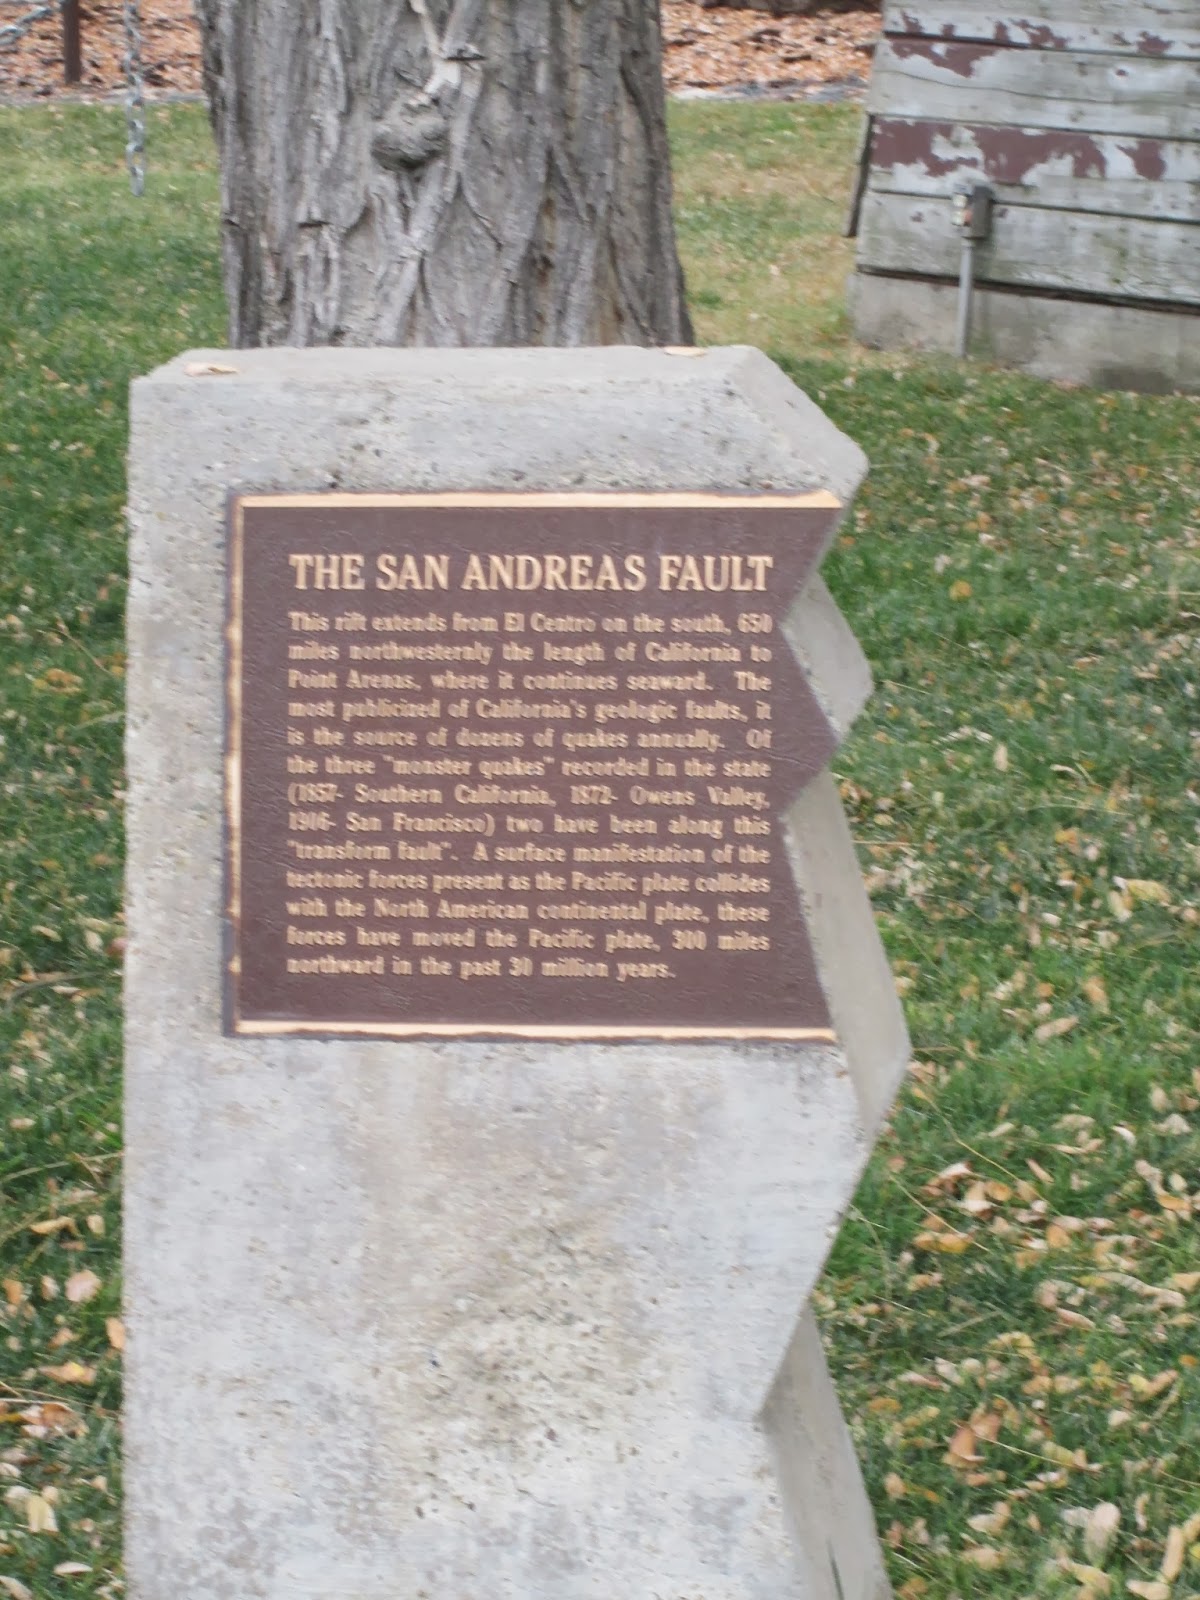 THE SAN ANDREAS FAULT
This rift extends from El Centro on the south, 650
miles northwesternly the length of California to
Point Arenas, where it continues seaward. The
most publicized of California's geologic faults, it
is the source of dozens of quakes annually. Of
the three "monster quakes" recorded in the state
(1857- Southern California, 1872- Owens Valley,
1906- San Francisco) two have been along this
"transform fault". A surface manifestation of the
tectonic forces present as the Pacific plate collides
with the North American continental plate, these
forces have moved the Pacific plate, 300 miles
northward in the past 30 million years.